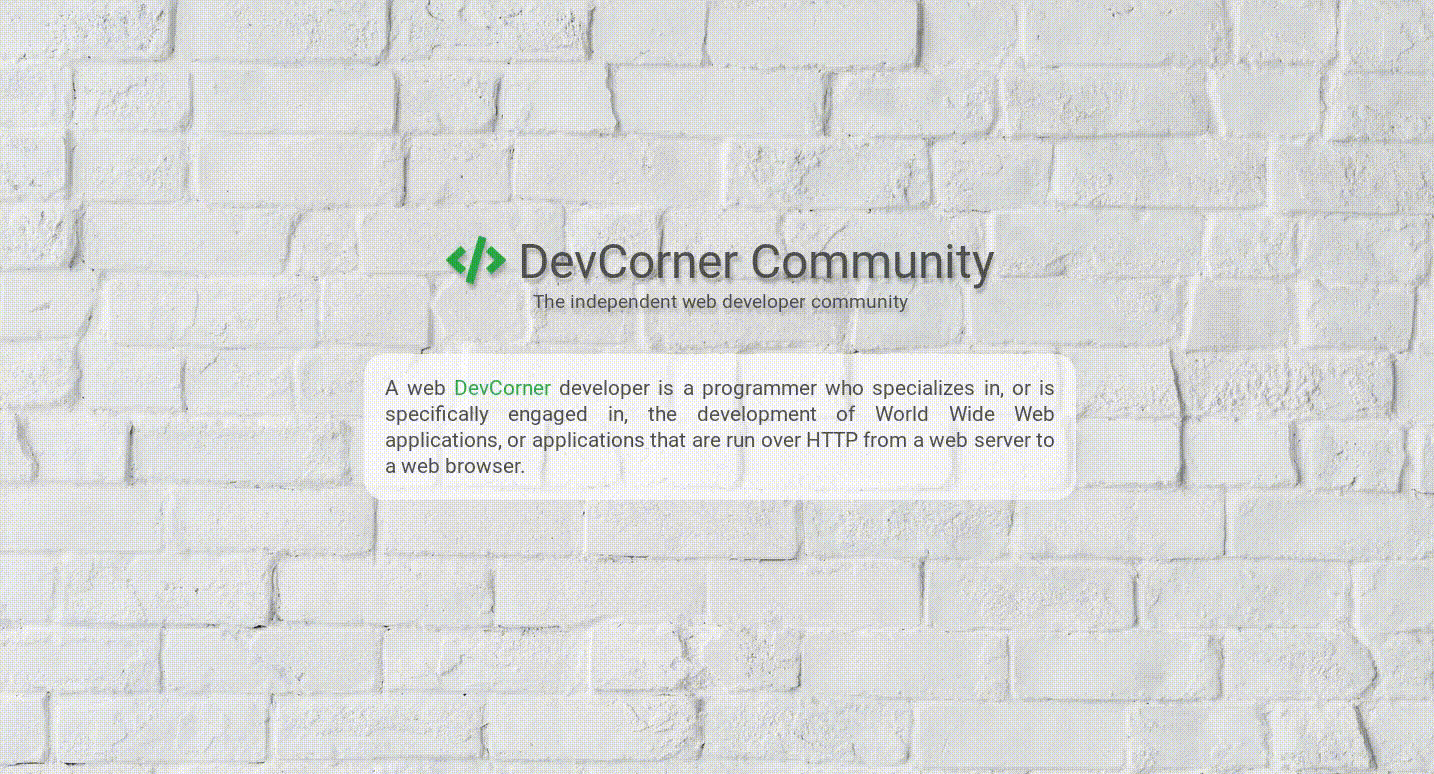 </> DevCorner Community
The independent web developer community
A web DevCorner developer is a programmer who specializes in, or is
specifically engaged in, the development of World Wide Web
applications, or applications that are run over HTTP from a web server to
a web browser.